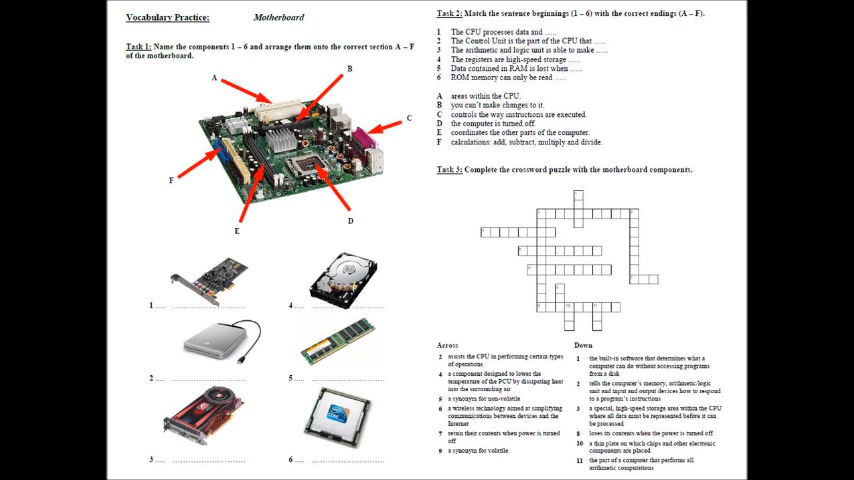 Vocabulary Practice: Motherboard
Task 1: Name the components 1 – 6 and arrange them onto the correct section A – F
of the motherboard.
A
B
C
F
D
E
1 .....
4 .....
2 .....
5 .....
3 .....
6 .....
Task 2: Match the sentence beginnings (1 – 6) with the correct endings (A – F).
1 The CPU processes data and …..
2 The Control Unit is the part of the CPU that …..
3 The arithmetic and logic unit is able to make …..
4 The registers are high-speed storage …..
5 Data contained in RAM is lost when …..
6 ROM memory can only be read …..
A areas within the CPU.
B you can't make changes to it.
C controls the way instructions are executed.
D the computer is turned off.
E coordinates the other parts of the computer.
F calculations: add, subtract, multiply and divide.
Task 3: Complete the crossword puzzle with the motherboard components.
Across
2 assists the CPU in performing certain types
of operations
4 a component designed to lower the
temperature of the PCU by dissipating heat
into the surrounding air
5 a synonym for non-volatile
6 a wireless technology aimed at simplifying
communications between devices and the
Internet
7 retain their contents when power is turned
off
9 a synonym for volatile
Down
1 the built-in software that determines what a
computer can do without accessing programs
from a disk
2 tells the computer's memory, arithmetic/logic
unit and input and output devices how to respond
to a program's instructions
3 a special, high-speed storage area within the CPU
where all data must be represented before it can
be processed
8 loses its contents when the power is turned off
10 a thin plate on which chips and other electronic
components are placed
11 the part of a computer that performs all
arithmetic computations